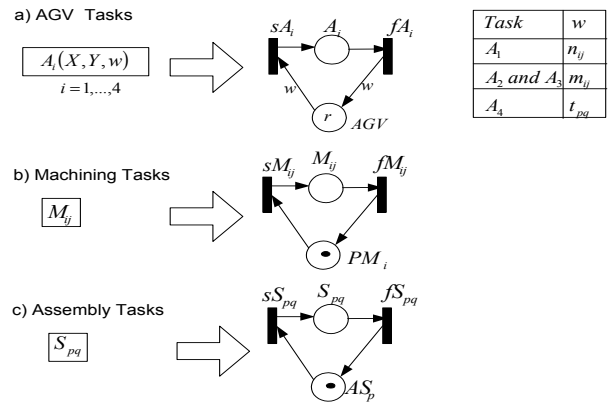 a) AGV Tasks
A_i(X,Y,w)
i = 1,...,4
sA_i A_i fA_i
w w
r AGV
Task w
A_1 n_ij
A_2 and A_3 m_ij
A_4 t_pq
b) Machining Tasks
M_ij
sM_ij M_ij fM_ij
PM_i
c) Assembly Tasks
S_pq
sS_pq S_pq fS_pq
AS_p